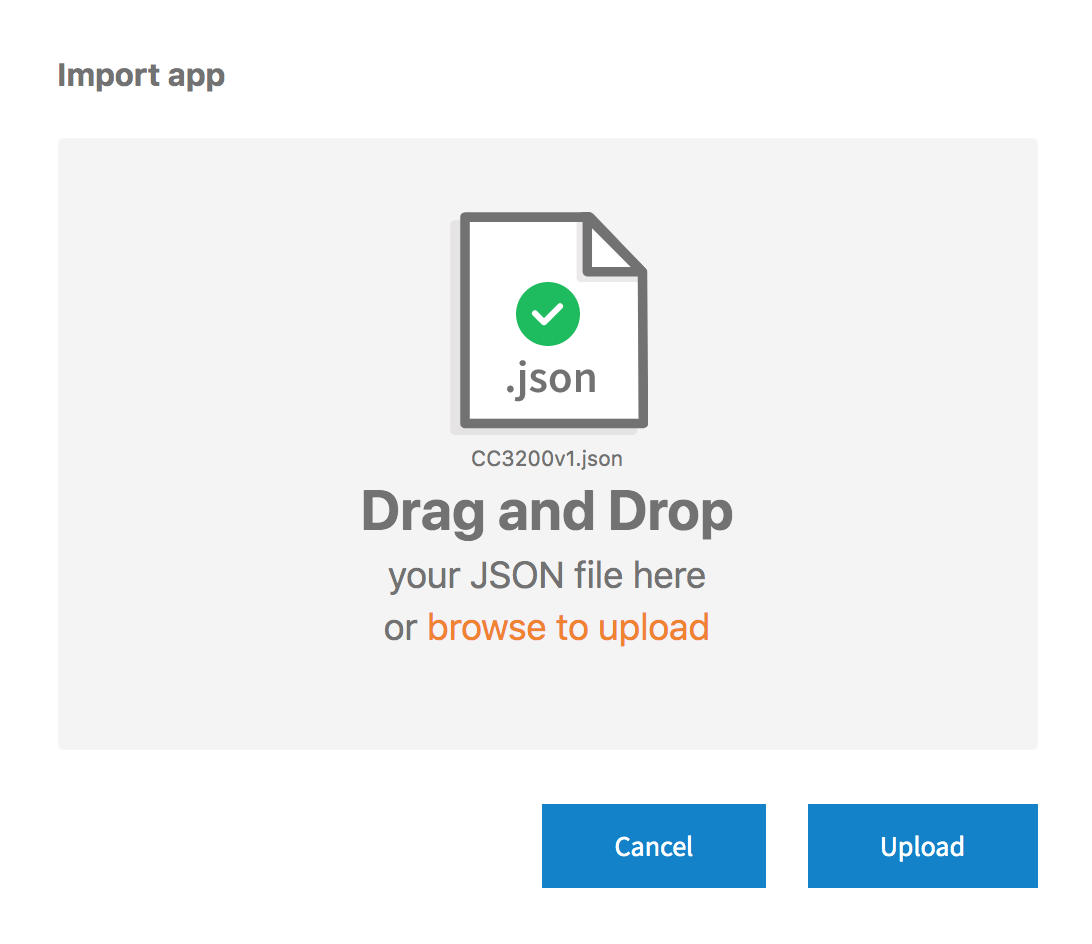 Import app
.json
CC3200v1.json
Drag and Drop
your JSON file here
or browse to upload
Cancel
Upload